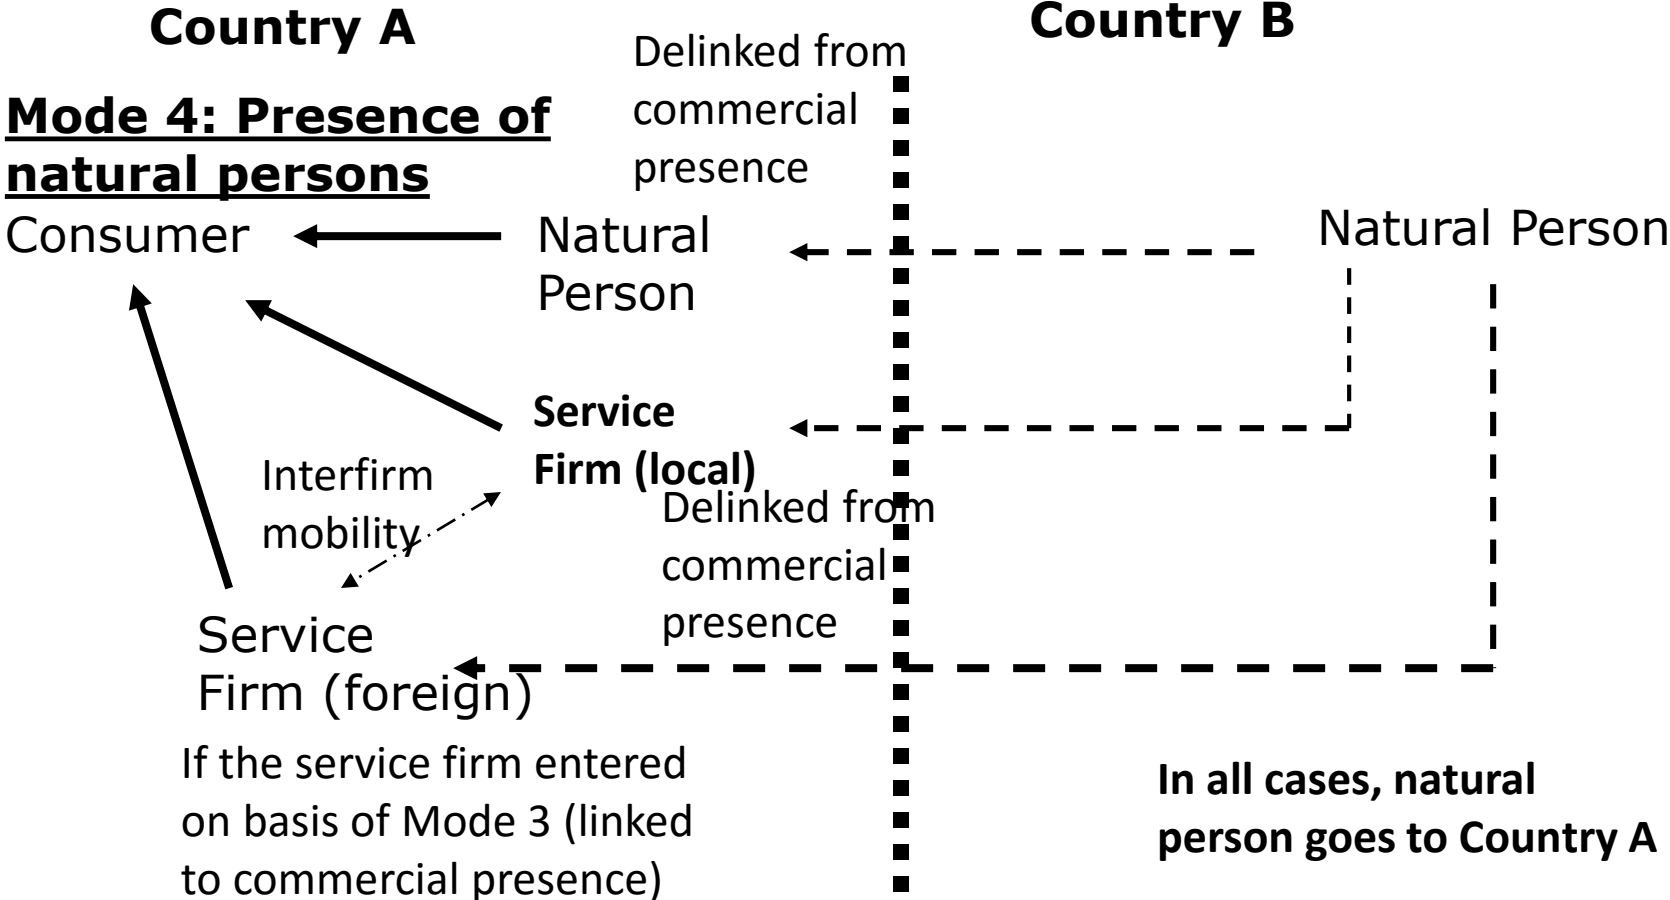 Country A
Country B
Mode 4: Presence of
natural persons
Delinked from
commercial
presence
Consumer
Natural
Person
Natural Person
Service
Firm (local)
Interfirm
mobility
Delinked from
commercial
presence
Service
Firm (foreign)
If the service firm entered
on basis of Mode 3 (linked
to commercial presence)
In all cases, natural
person goes to Country A